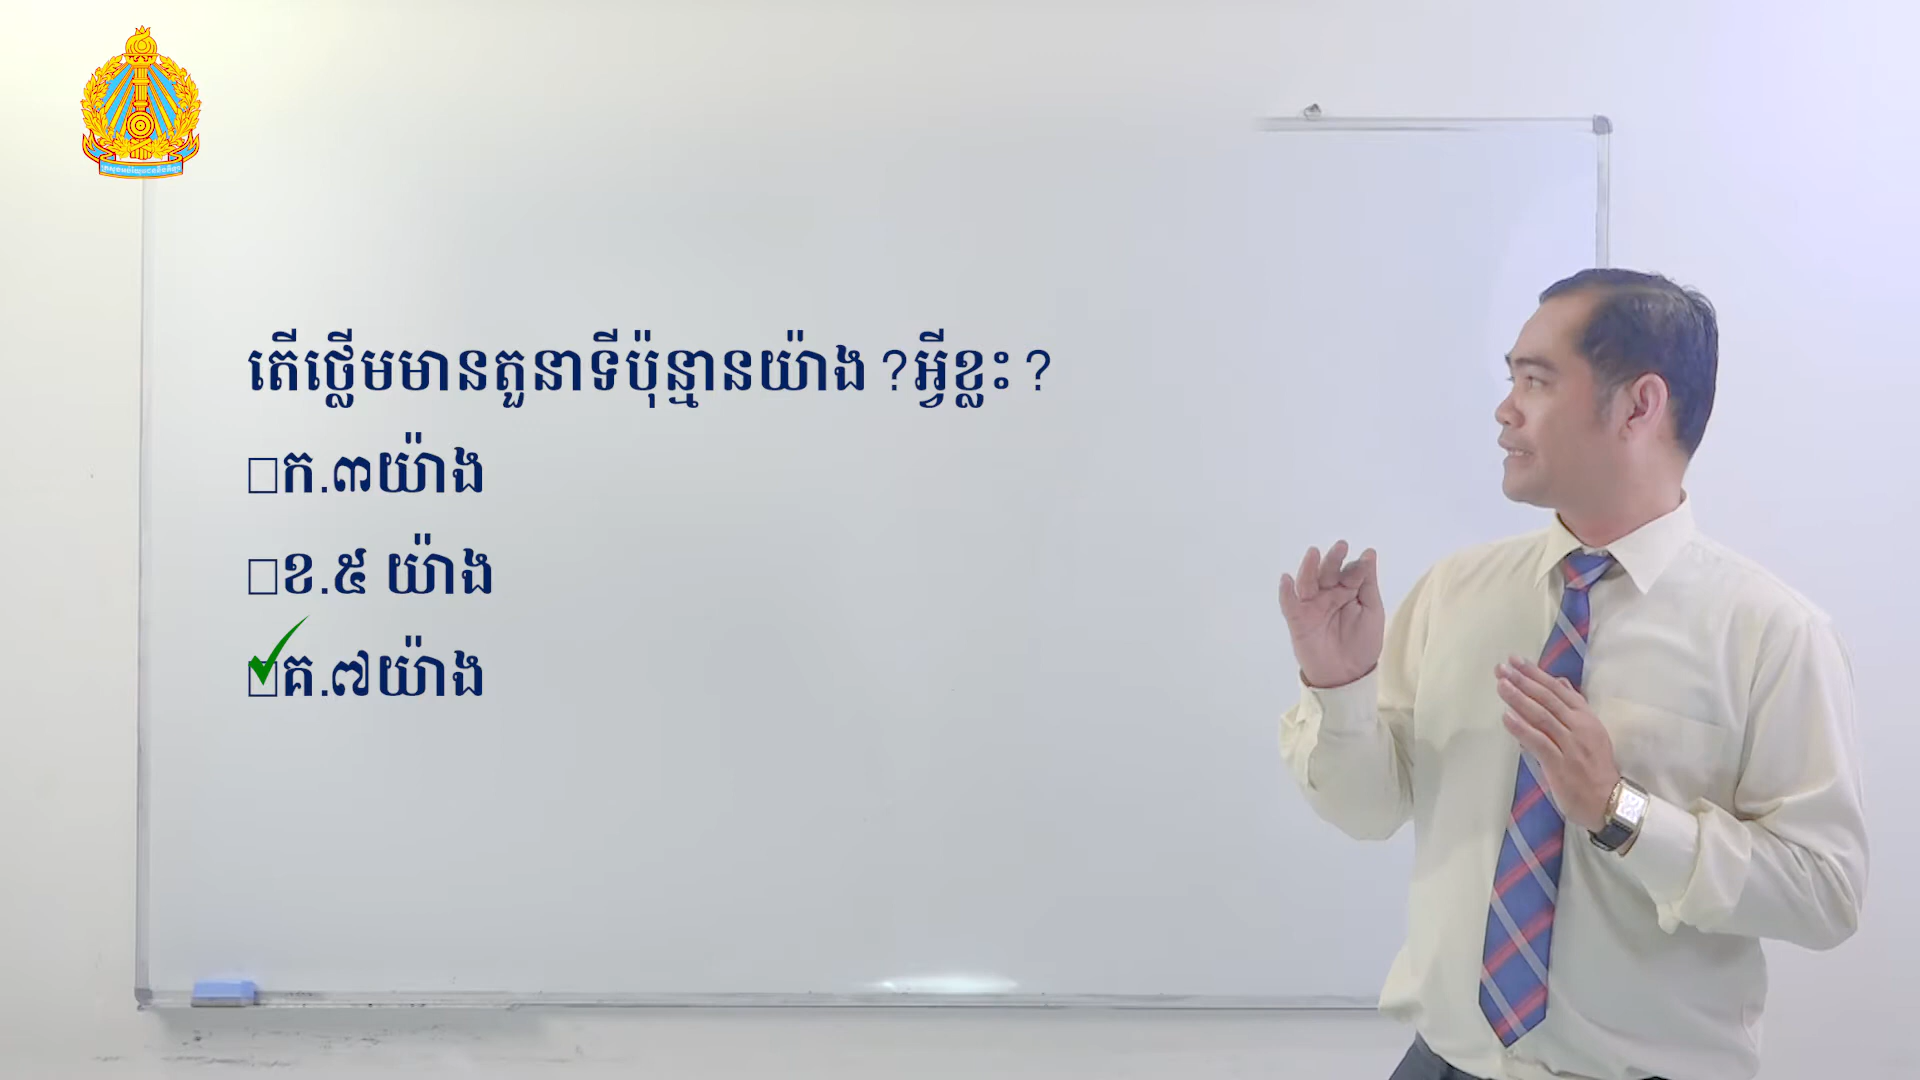 តើថ្លើមមានតួនាទីប៉ុន្មានយ៉ាង ?អ្វីខ្លះ ?
□ក.៣យ៉ាង
□ខ.៥ យ៉ាង
□គ.៧យ៉ាង